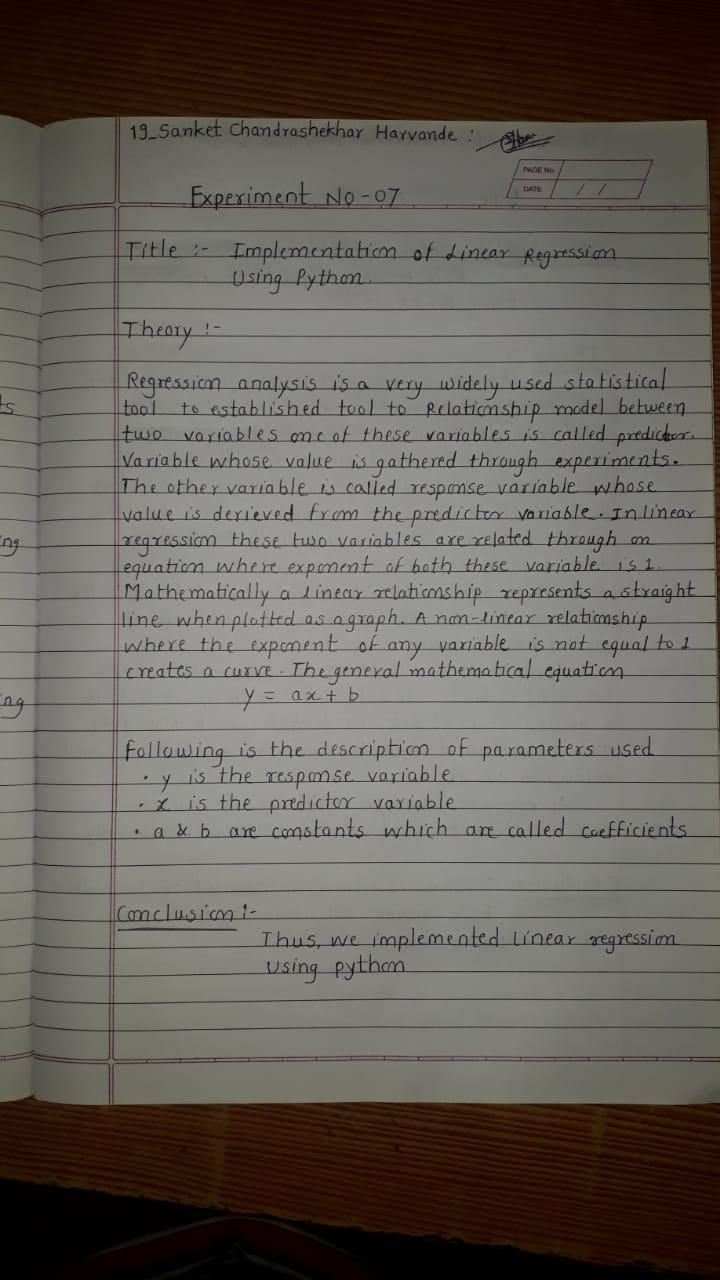 19_Sanket Chandrashekhar Harvande :
PAGE No.
DATE / /
Experiment No-07
Title :- Implementation of Linear Regression
Using Python.
Theory :-
Regression analysis is a very widely used statistical
tool to established tool to Relationship model between
two variables one of these variables is called predictor.
Variable whose value is gathered through experiments.
The other variable is called response variable whose
value is derieved from the predictor variable. In linear
regression these two variables are related through an
equation where exponent of both these variable is 1.
Mathematically a linear relationship represents a straight
line when plotted as a graph. A non-linear relationship
where the exponent of any variable is not equal to 1
creates a curve. The general mathematical equation
y = ax + b
Following is the description of parameters used
• y is the response variable
• x is the predictor variable
• a & b are constants which are called coefficients
Conclusion :-
Thus, we implemented Linear regression
using python
ts
ing
ing